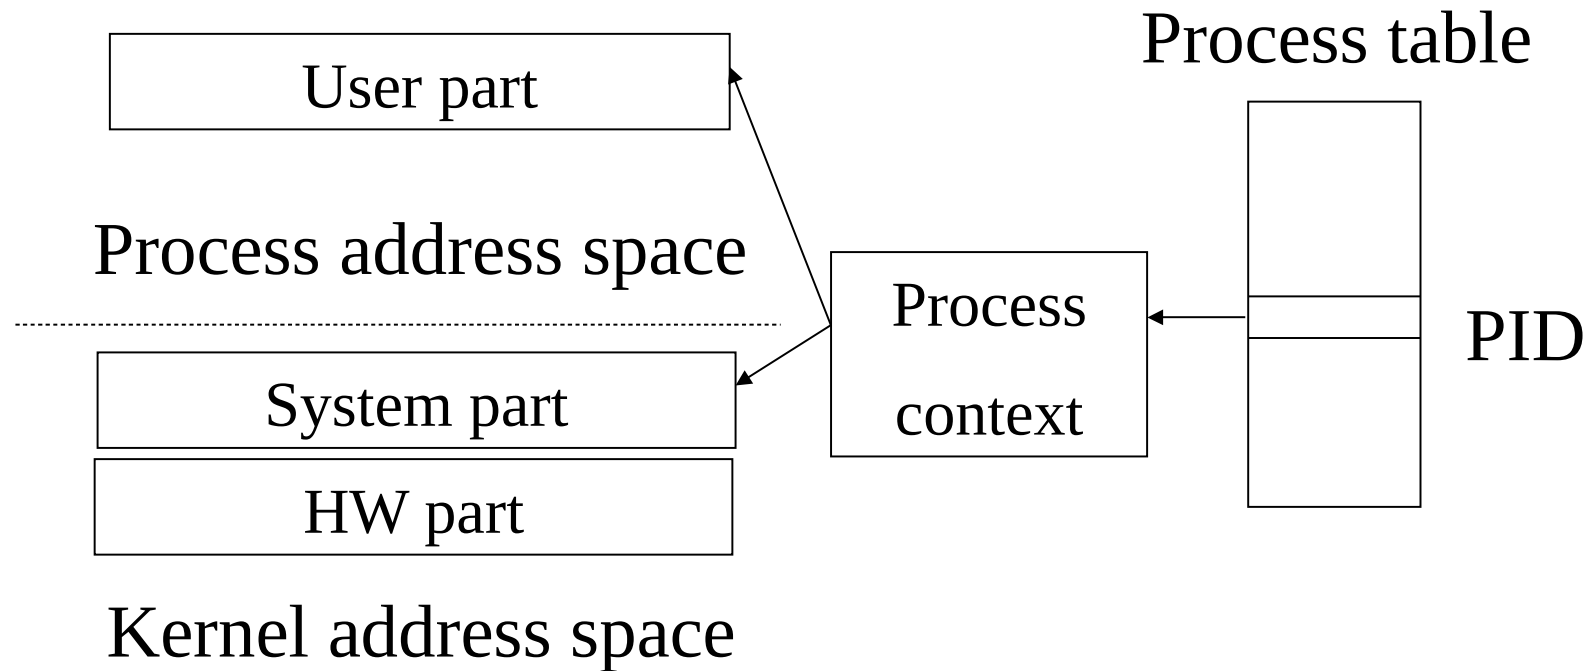 Process table
User part
Process address space
Process
context
PID
System part
HW part
Kernel address space